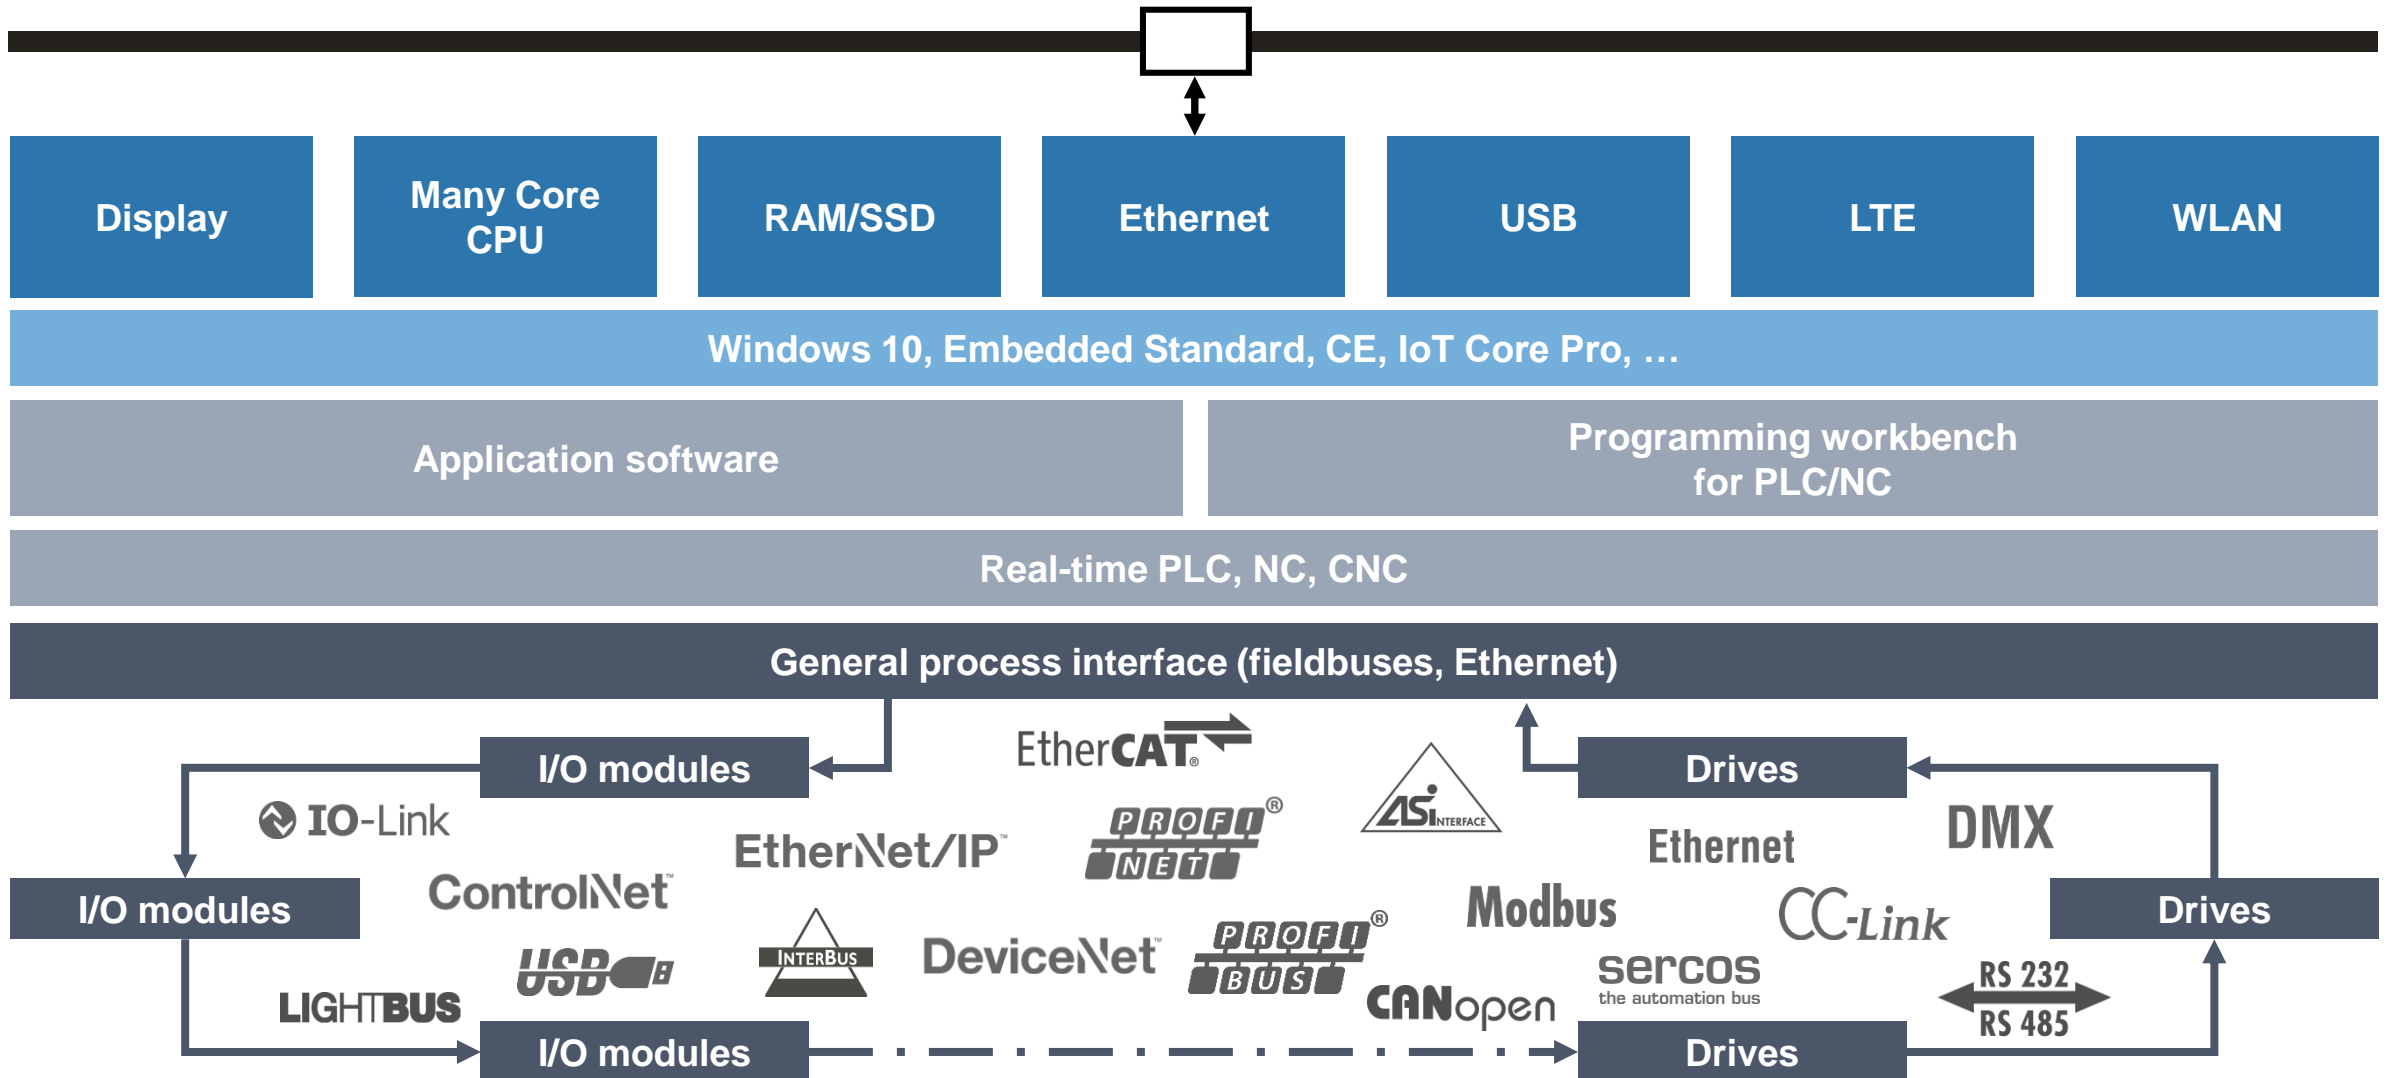 Display
Many Core
CPU
RAM/SSD
Ethernet
USB
LTE
WLAN
Windows 10, Embedded Standard, CE, IoT Core Pro, …
Application software
Programming workbench
for PLC/NC
Real-time PLC, NC, CNC
General process interface (fieldbuses, Ethernet)
I/O modules
EtherCAT®
Drives
IO-Link
EtherNet/IP™
PROFI®
NET
ASi
INTERFACE
Ethernet
DMX
I/O modules
ControlNet™
Modbus
CC-Link
Drives
USB
INTERBUS
DeviceNet™
PROFI®
BUS
sercos
the automation bus
RS 232
RS 485
LIGHTBUS
CANopen
I/O modules
Drives